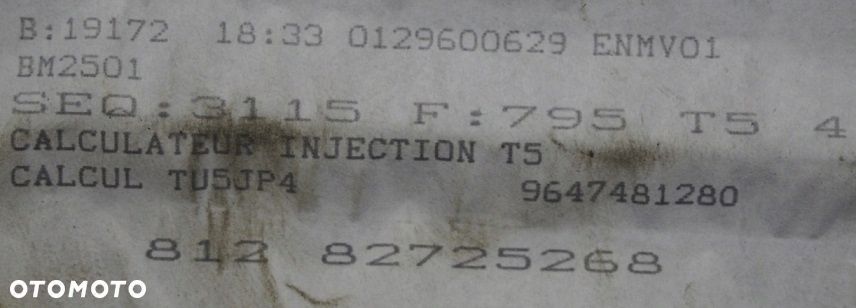 B:19172 18:33 0129600629 ENMV01
BM2501
SEQ:3115 F:795 T5 4
CALCULATEUR INJECTION T5
CALCUL TU5JP4 9647481280
812 82725268
OTOMOTO